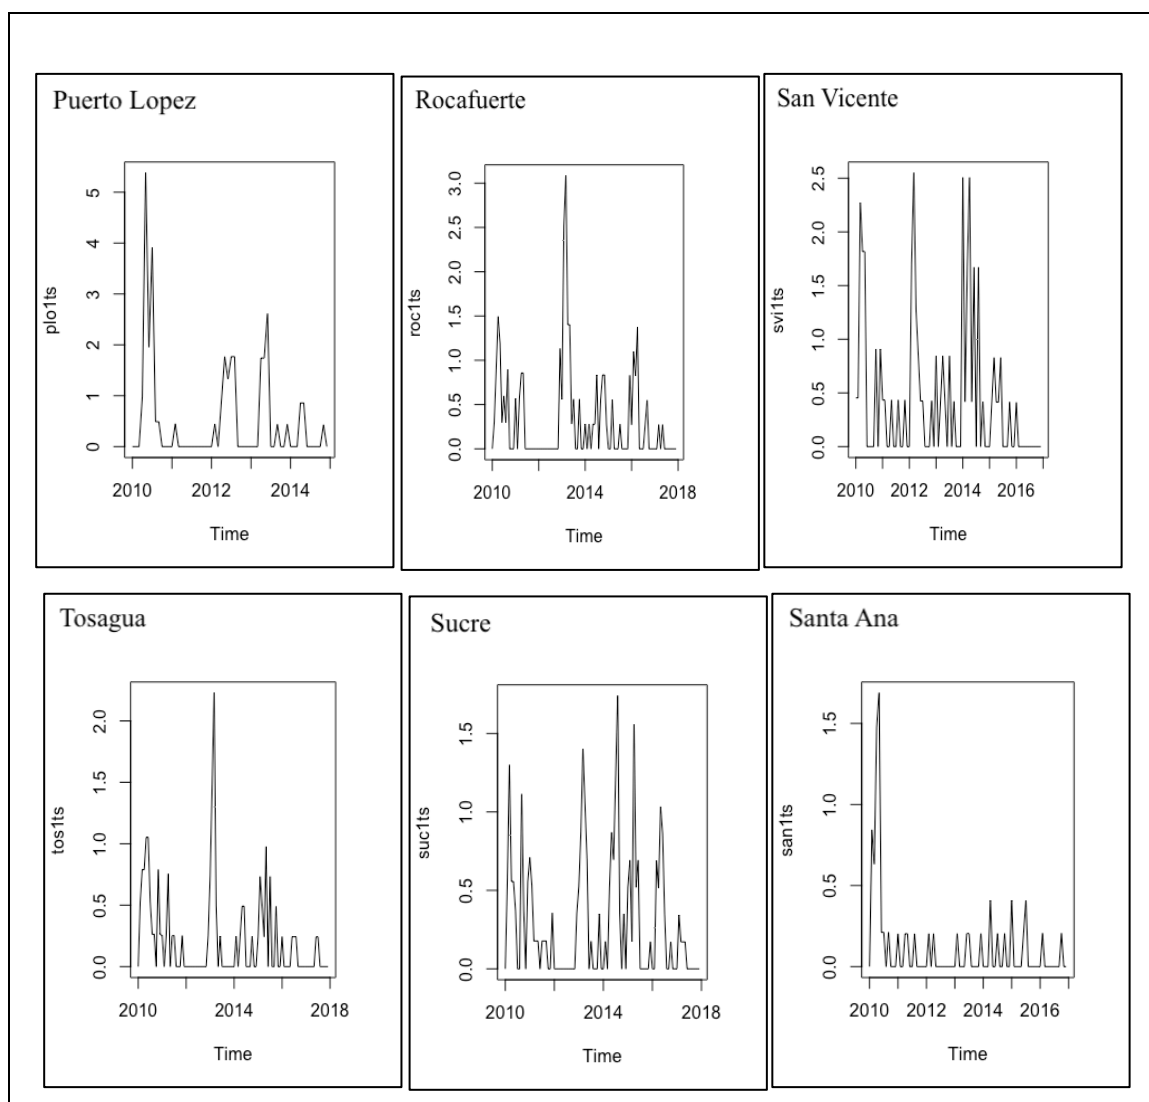 Puerto Lopez
plo1ts
5
4
3
2
1
0
2010 2012 2014
Time
Rocafuerte
roc1ts
3.0
2.5
2.0
1.5
1.0
0.5
0.0
2010 2014 2018
Time
San Vicente
svi1ts
2.5
2.0
1.5
1.0
0.5
0.0
2010 2012 2014 2016
Time
Tosagua
tos1ts
2.0
1.5
1.0
0.5
0.0
2010 2014 2018
Time
Sucre
suc1ts
1.5
1.0
0.5
0.0
2010 2014 2018
Time
Santa Ana
san1ts
1.5
1.0
0.5
0.0
2010 2012 2014 2016
Time